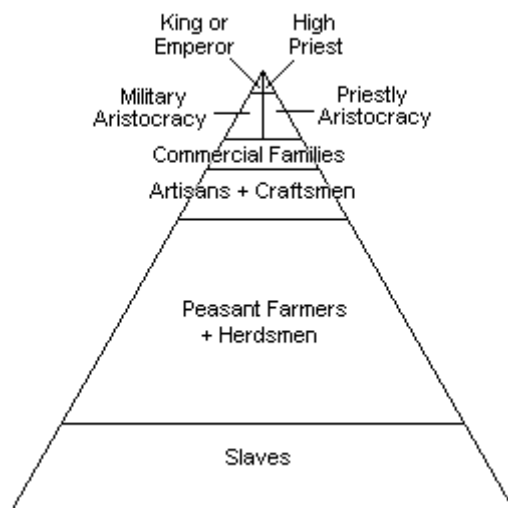 King or
Emperor
High
Priest
Military
Aristocracy
Priestly
Aristocracy
Commercial Families
Artisans + Craftsmen
Peasant Farmers
+ Herdsmen
Slaves